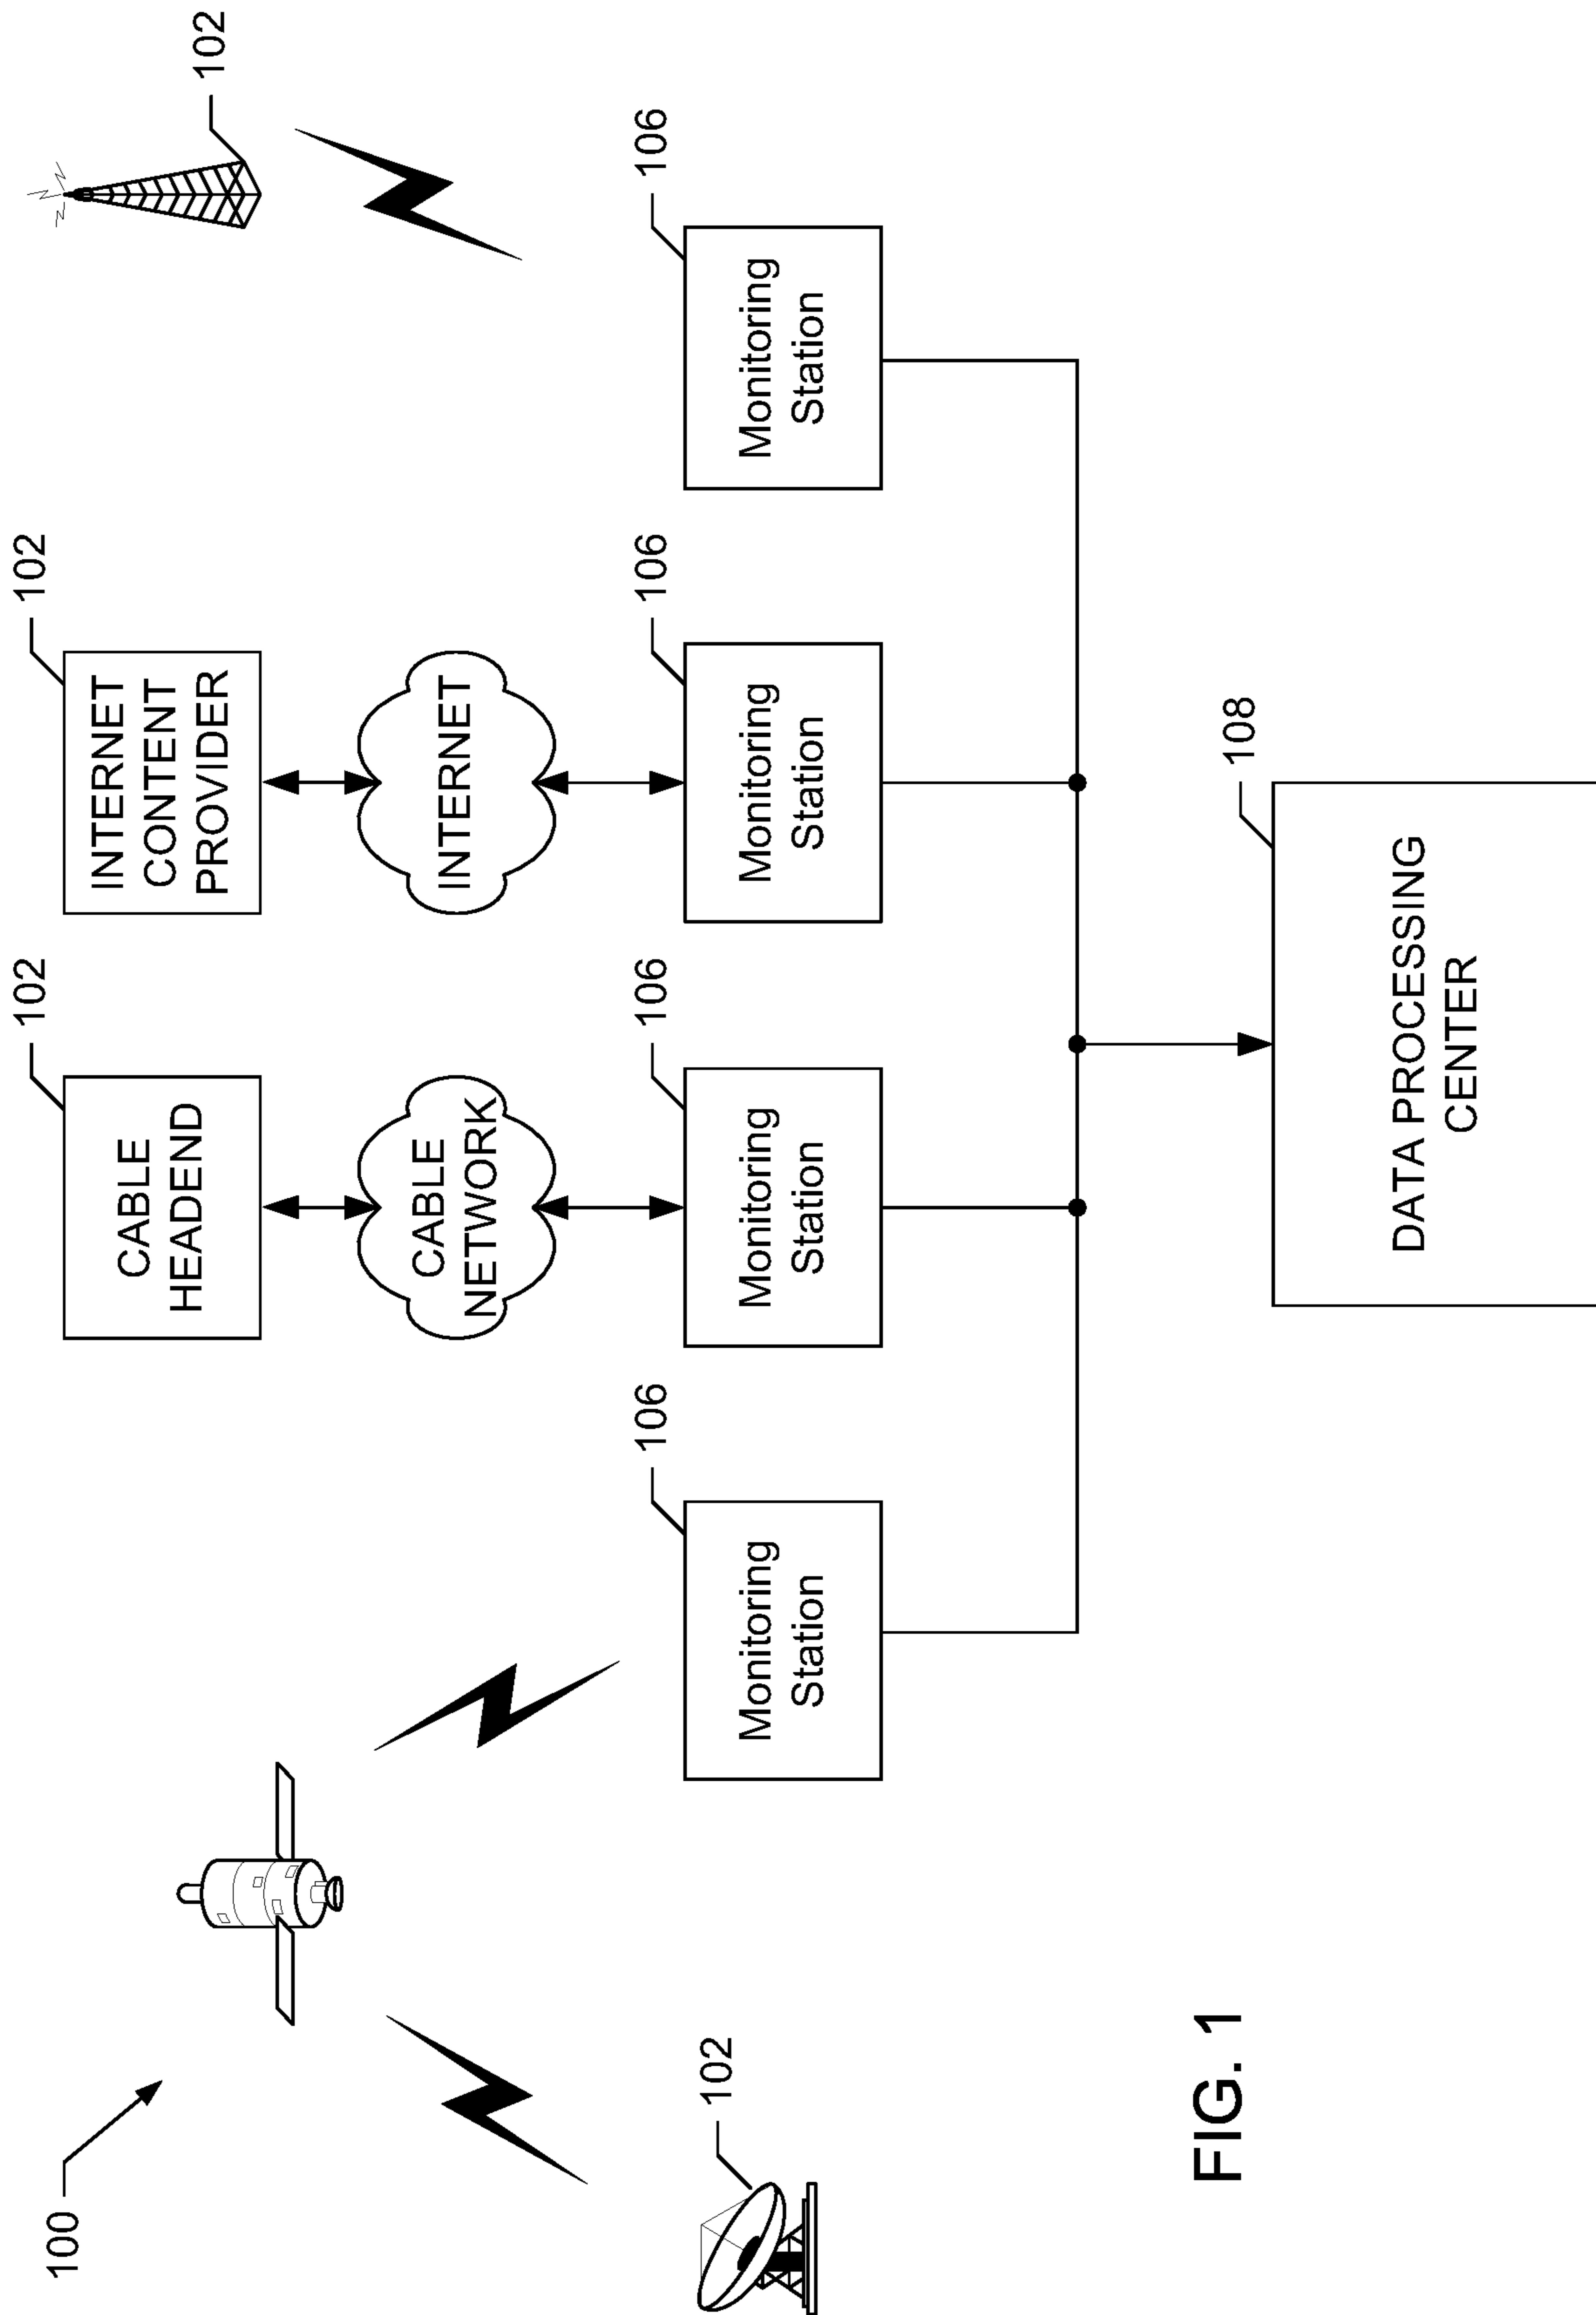 100
102
CABLE
HEADEND
102
INTERNET
CONTENT
PROVIDER
102
102
CABLE
NETWORK
INTERNET
106
Monitoring
Station
106
Monitoring
Station
106
Monitoring
Station
106
Monitoring
Station
108
DATA PROCESSING
CENTER
FIG. 1